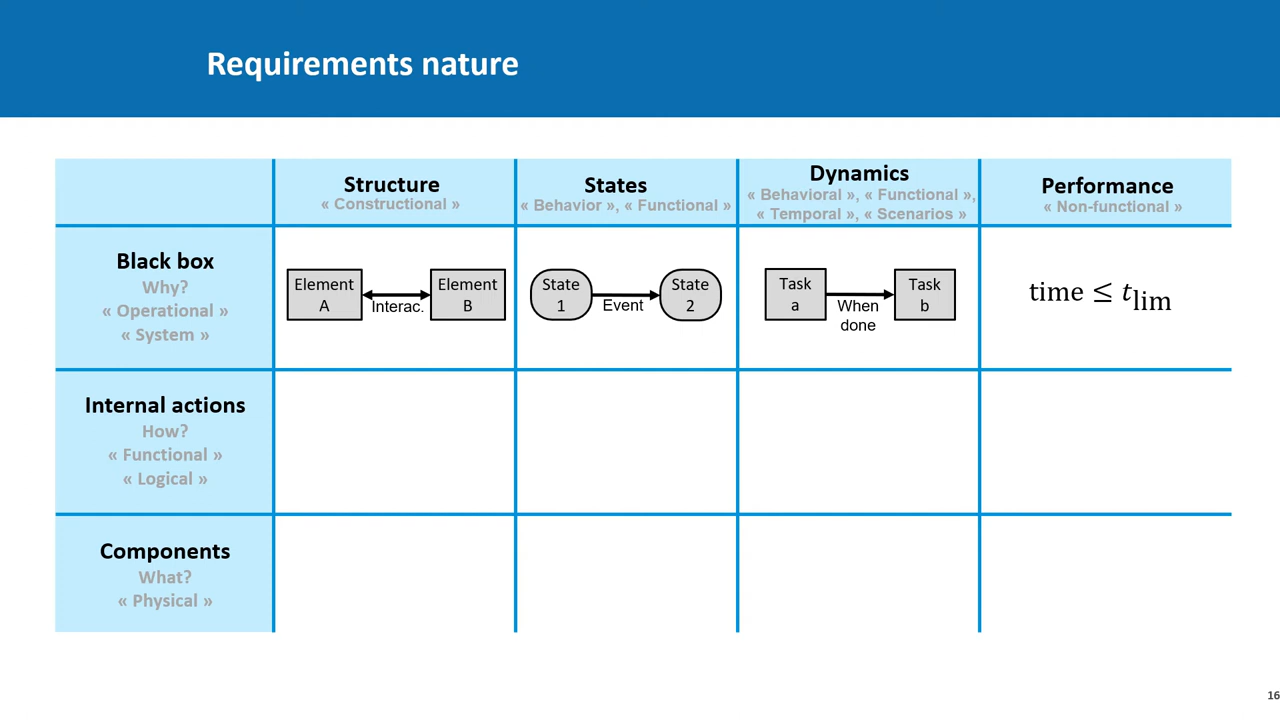 Requirements nature
Structure
« Constructional »
States
« Behavior », « Functional »
Dynamics
« Behavioral », « Functional »,
« Temporal », « Scenarios »
Performance
« Non-functional »
Black box
Why?
« Operational »
« System »
Element
A
Interac.
Element
B
State
1
Event
State
2
Task
a
When
done
Task
b
time ≤ t_lim
Internal actions
How?
« Functional »
« Logical »
Components
What?
« Physical »
16